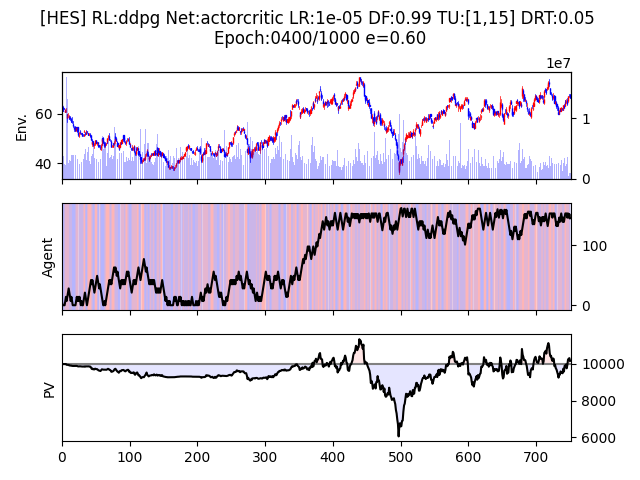 [HES] RL:ddpg Net:actorcritic LR:1e-05 DF:0.99 TU:[1,15] DRT:0.05
Epoch:0400/1000 e=0.60
1e7
Env.
60
40
1
0
Agent
100
0
PV
10000
8000
6000
0 100 200 300 400 500 600 700